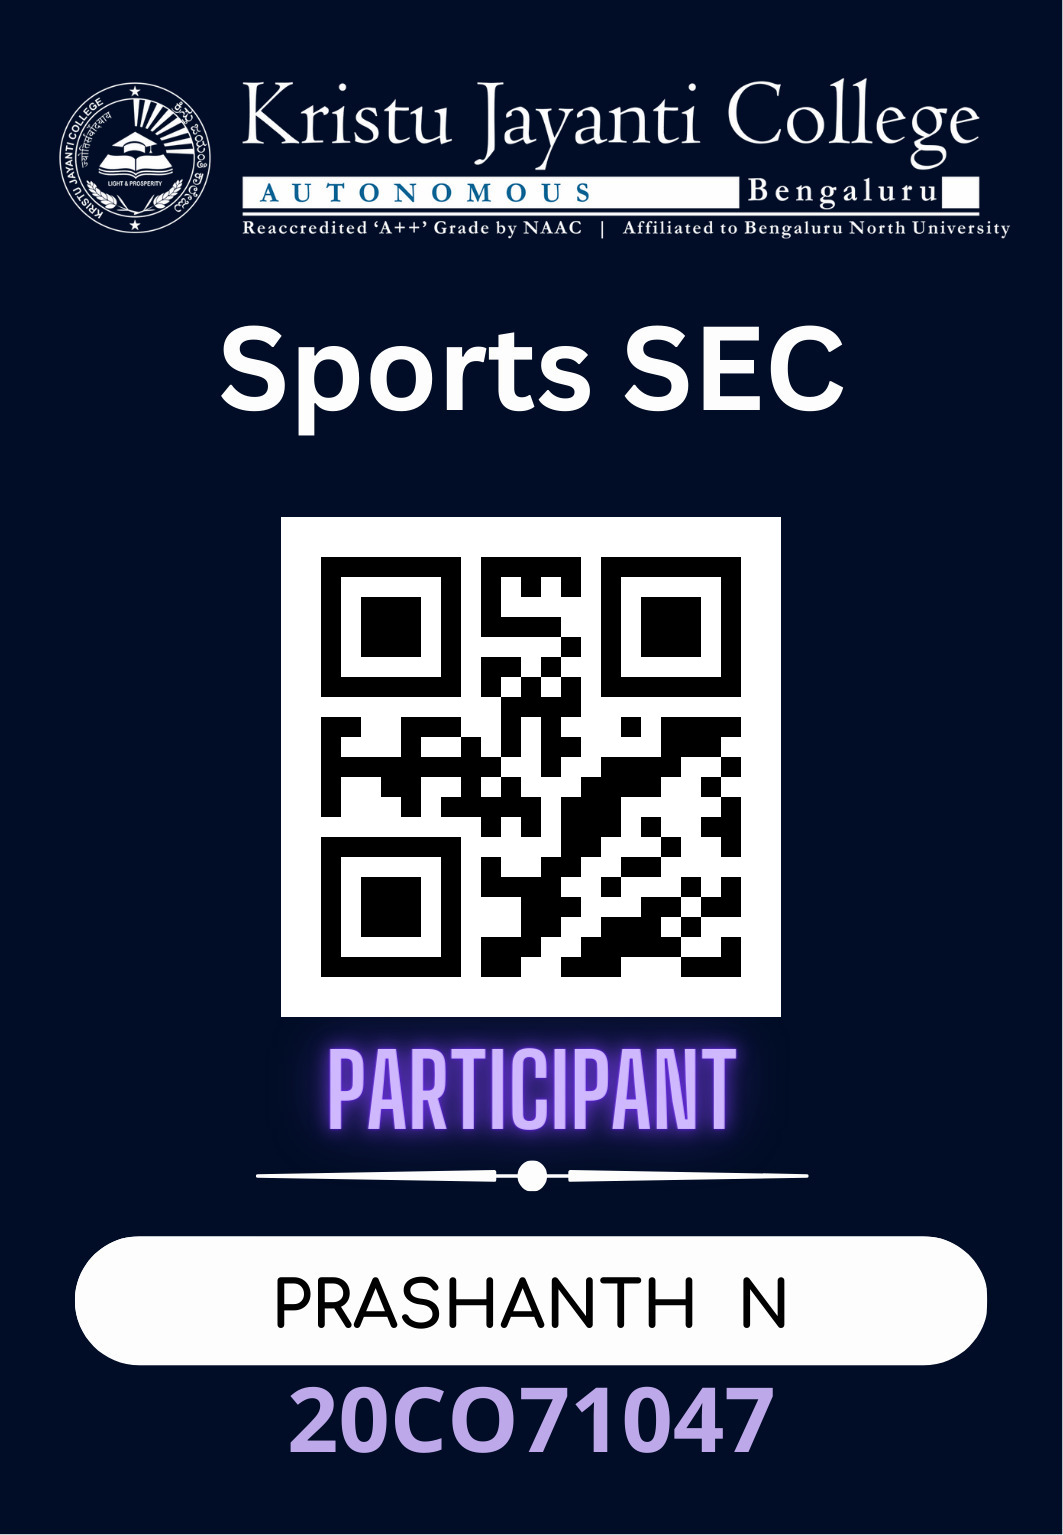 KRISTU JAYANTI COLLEGE
LIGHT & PROSPERITY
Kristu Jayanti College
AUTONOMOUS Bengaluru
Reaccredited ‘A++’ Grade by NAAC | Affiliated to Bengaluru North University
Sports SEC
PARTICIPANT
PRASHANTH N
20CO71047